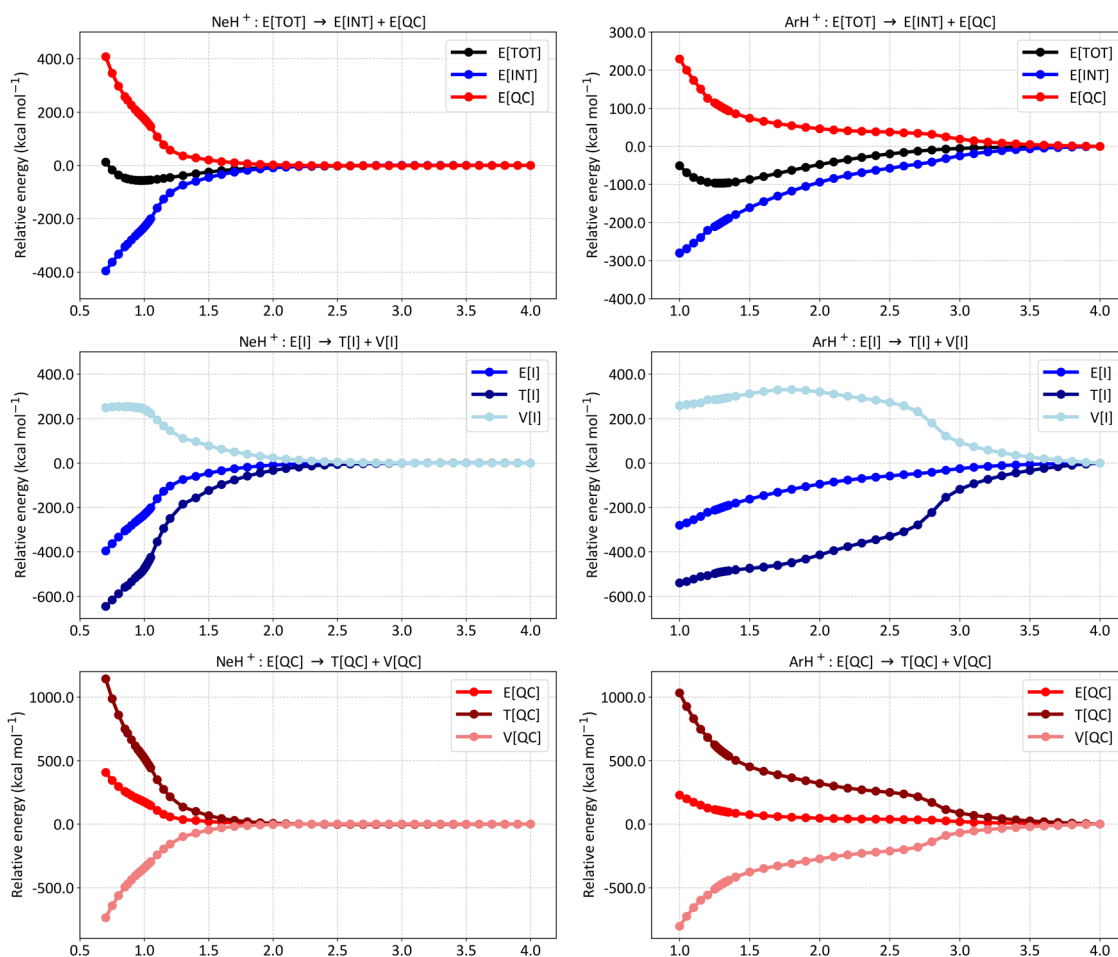 NeH⁺: E[TOT] → E[INT] + E[QC]
Relative energy (kcal mol⁻¹)
400.0
200.0
0.0
-200.0
-400.0
E[TOT]
E[INT]
E[QC]
0.5 1.0 1.5 2.0 2.5 3.0 3.5 4.0
ArH⁺: E[TOT] → E[INT] + E[QC]
Relative energy (kcal mol⁻¹)
300.0
200.0
100.0
0.0
-100.0
-200.0
-300.0
-400.0
E[TOT]
E[INT]
E[QC]
1.0 1.5 2.0 2.5 3.0 3.5 4.0
NeH⁺: E[I] → T[I] + V[I]
Relative energy (kcal mol⁻¹)
400.0
200.0
0.0
-200.0
-400.0
-600.0
E[I]
T[I]
V[I]
0.5 1.0 1.5 2.0 2.5 3.0 3.5 4.0
ArH⁺: E[I] → T[I] + V[I]
Relative energy (kcal mol⁻¹)
400.0
200.0
0.0
-200.0
-400.0
-600.0
E[I]
T[I]
V[I]
1.0 1.5 2.0 2.5 3.0 3.5 4.0
NeH⁺: E[QC] → T[QC] + V[QC]
Relative energy (kcal mol⁻¹)
1000.0
500.0
0.0
-500.0
E[QC]
T[QC]
V[QC]
0.5 1.0 1.5 2.0 2.5 3.0 3.5 4.0
ArH⁺: E[QC] → T[QC] + V[QC]
Relative energy (kcal mol⁻¹)
1000.0
500.0
0.0
-500.0
E[QC]
T[QC]
V[QC]
1.0 1.5 2.0 2.5 3.0 3.5 4.0